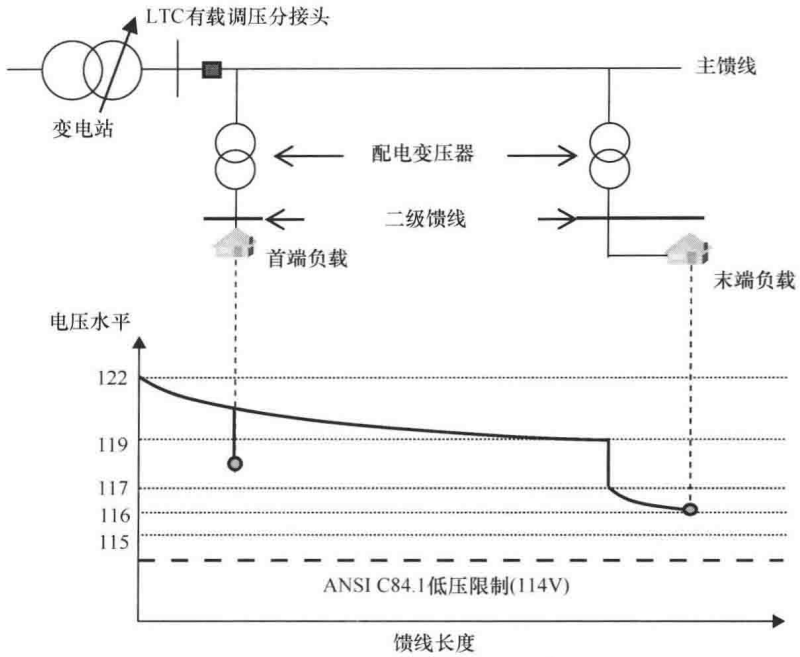 LTC有载调压分接头
主馈线
变电站
配电变压器
二级馈线
首端负载
末端负载
电压水平
122
119
117
116
115
ANSI C84.1低压限制(114V)
馈线长度